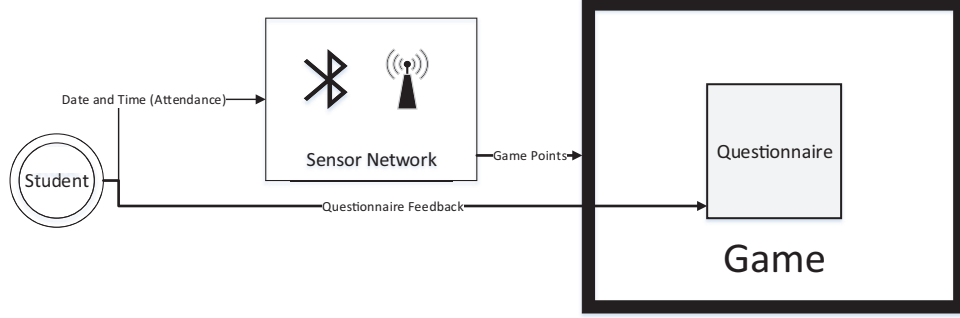 Date and Time (Attendance)
Sensor Network
Game Points
Questionnaire
Student
Questionnaire Feedback
Game